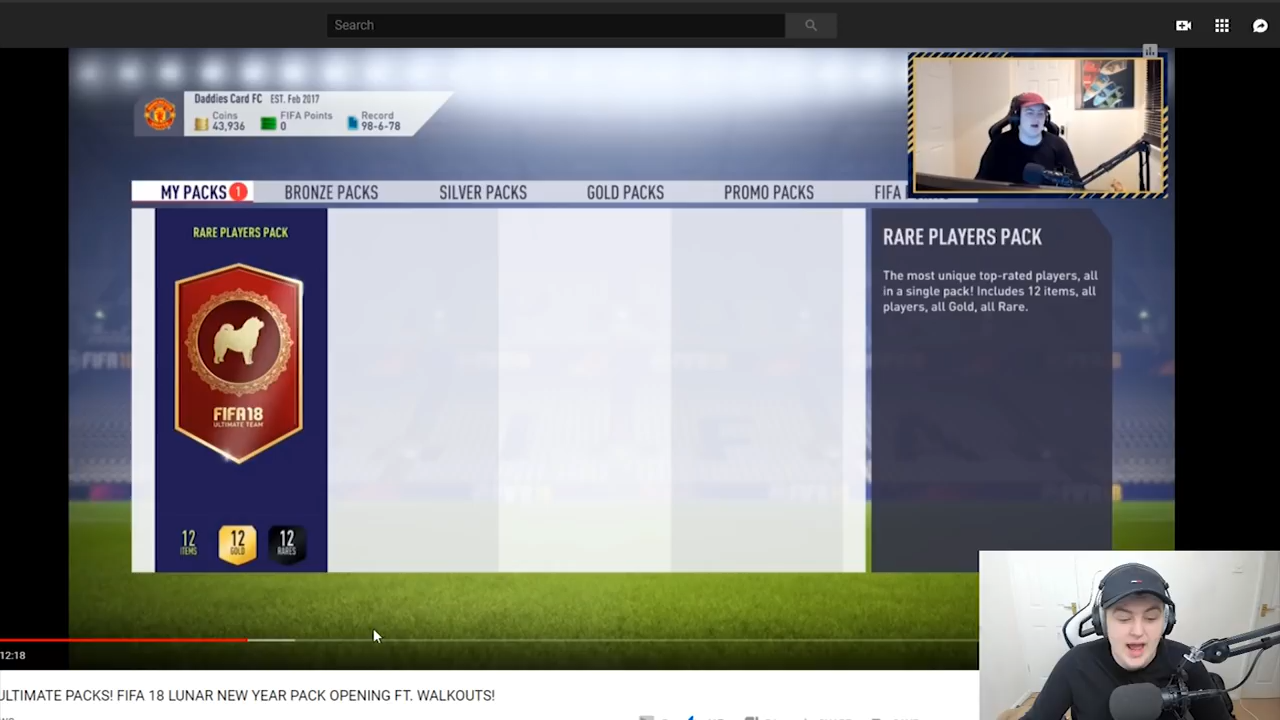 Search
Daddies Card FC EST. Feb 2017
Coins FIFA Points Record
43,936 0 98-6-78
MY PACKS 1 BRONZE PACKS SILVER PACKS GOLD PACKS PROMO PACKS FIFA
RARE PLAYERS PACK
FIFA18
ULTIMATE TEAM
12 12 12
ITEMS GOLD RARES
RARE PLAYERS PACK
The most unique top-rated players, all
in a single pack! Includes 12 items, all
players, all Gold, all Rare.
12:18
ULTIMATE PACKS! FIFA 18 LUNAR NEW YEAR PACK OPENING FT. WALKOUTS!